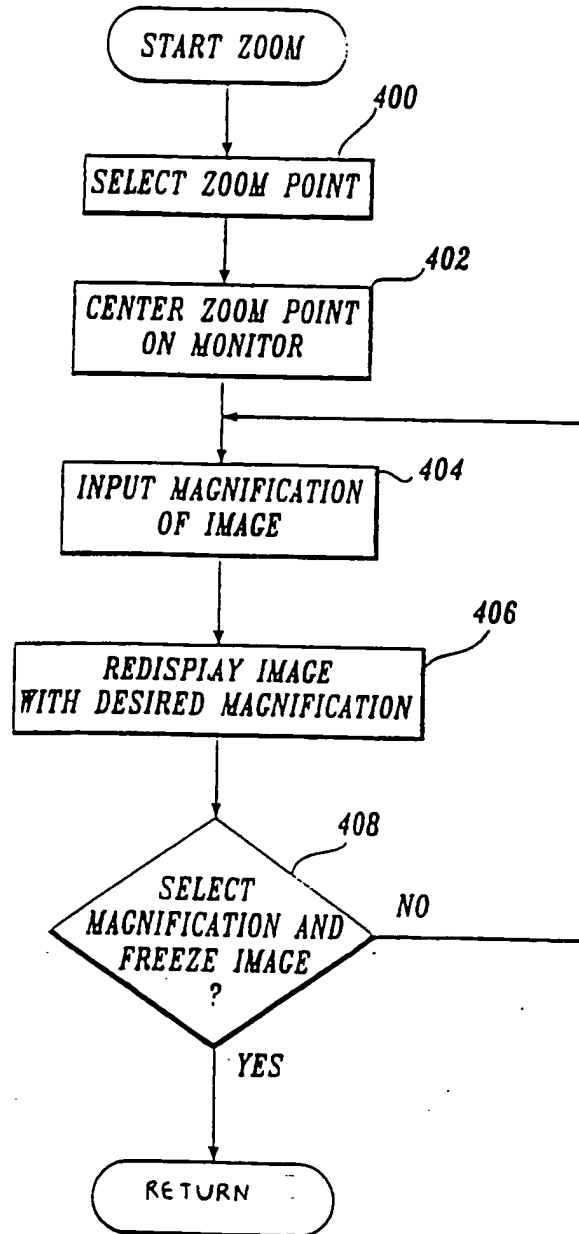 START ZOOM
400
SELECT ZOOM POINT
402
CENTER ZOOM POINT
ON MONITOR
404
INPUT MAGNIFICATION
OF IMAGE
406
REDISPLAY IMAGE
WITH DESIRED MAGNIFICATION
408
SELECT
MAGNIFICATION AND
FREEZE IMAGE
?
NO
YES
RETURN